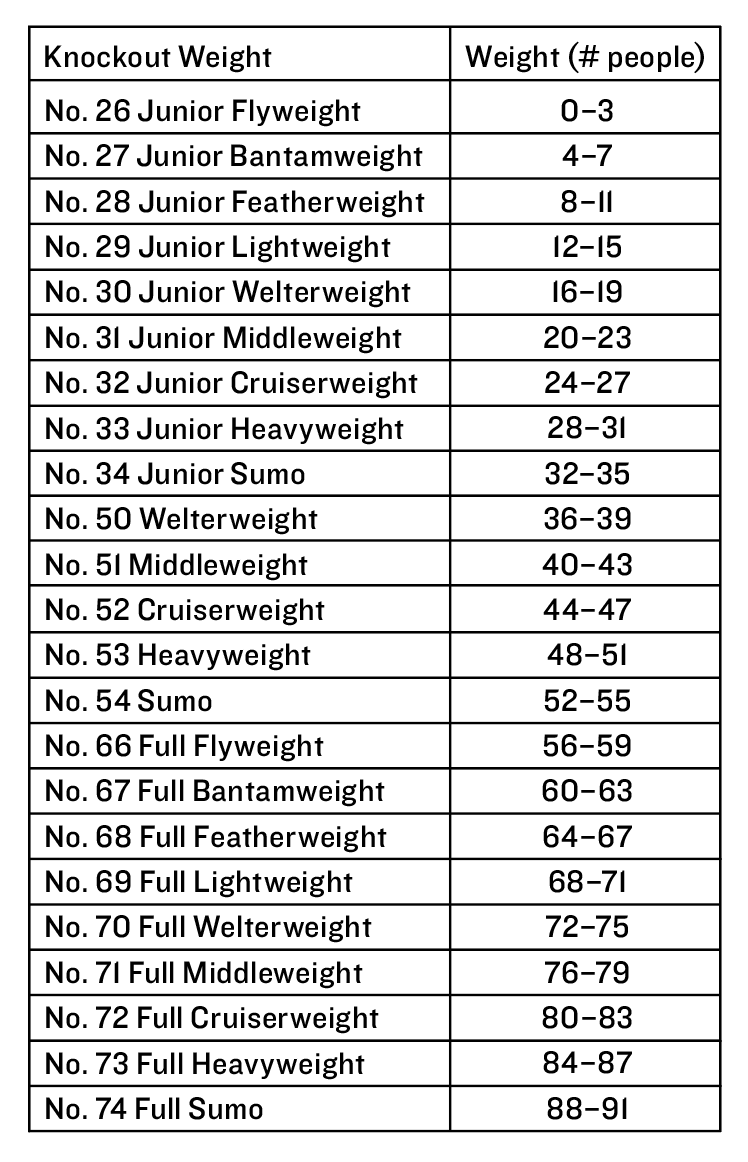 Knockout Weight Weight (# people)
No. 26 Junior Flyweight 0–3
No. 27 Junior Bantamweight 4–7
No. 28 Junior Featherweight 8–11
No. 29 Junior Lightweight 12–15
No. 30 Junior Welterweight 16–19
No. 31 Junior Middleweight 20–23
No. 32 Junior Cruiserweight 24–27
No. 33 Junior Heavyweight 28–31
No. 34 Junior Sumo 32–35
No. 50 Welterweight 36–39
No. 51 Middleweight 40–43
No. 52 Cruiserweight 44–47
No. 53 Heavyweight 48–51
No. 54 Sumo 52–55
No. 66 Full Flyweight 56–59
No. 67 Full Bantamweight 60–63
No. 68 Full Featherweight 64–67
No. 69 Full Lightweight 68–71
No. 70 Full Welterweight 72–75
No. 71 Full Middleweight 76–79
No. 72 Full Cruiserweight 80–83
No. 73 Full Heavyweight 84–87
No. 74 Full Sumo 88–91